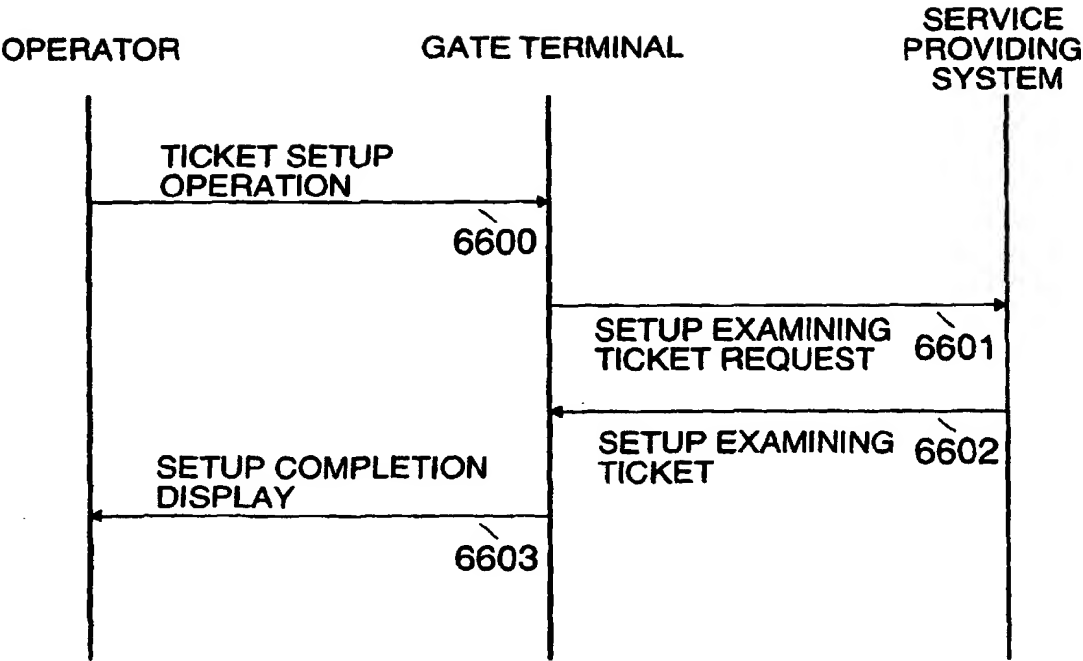 OPERATOR
GATE TERMINAL
SERVICE
PROVIDING
SYSTEM
TICKET SETUP
OPERATION
6600
SETUP EXAMINING
TICKET REQUEST
6601
SETUP EXAMINING
TICKET
6602
SETUP COMPLETION
DISPLAY
6603